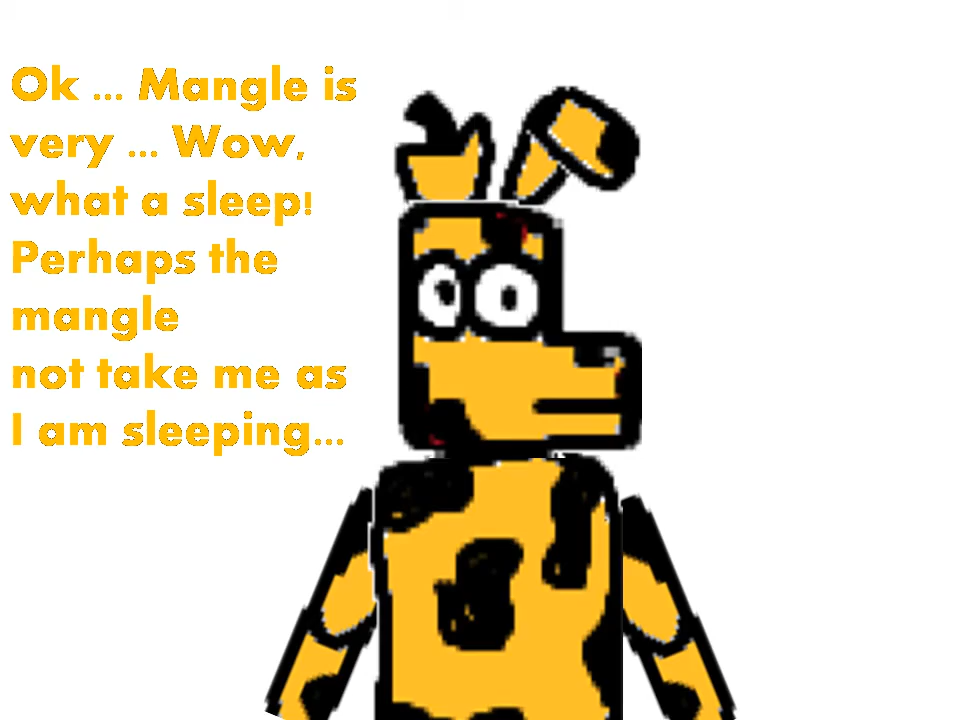 Ok ... Mangle is
very ... Wow,
what a sleep!
Perhaps the
mangle
not take me as
I am sleeping...